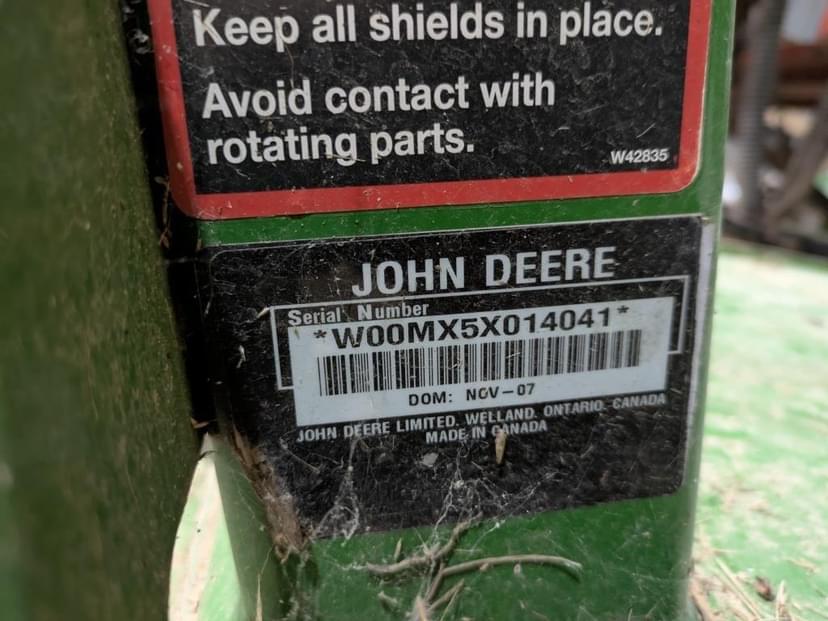 Keep all shields in place.
Avoid contact with
rotating parts.
W42835
JOHN DEERE
Serial Number
*W00MX5X014041*
DOM: NOV-07
JOHN DEERE LIMITED. WELLAND. ONTARIO. CANADA
MADE IN CANADA